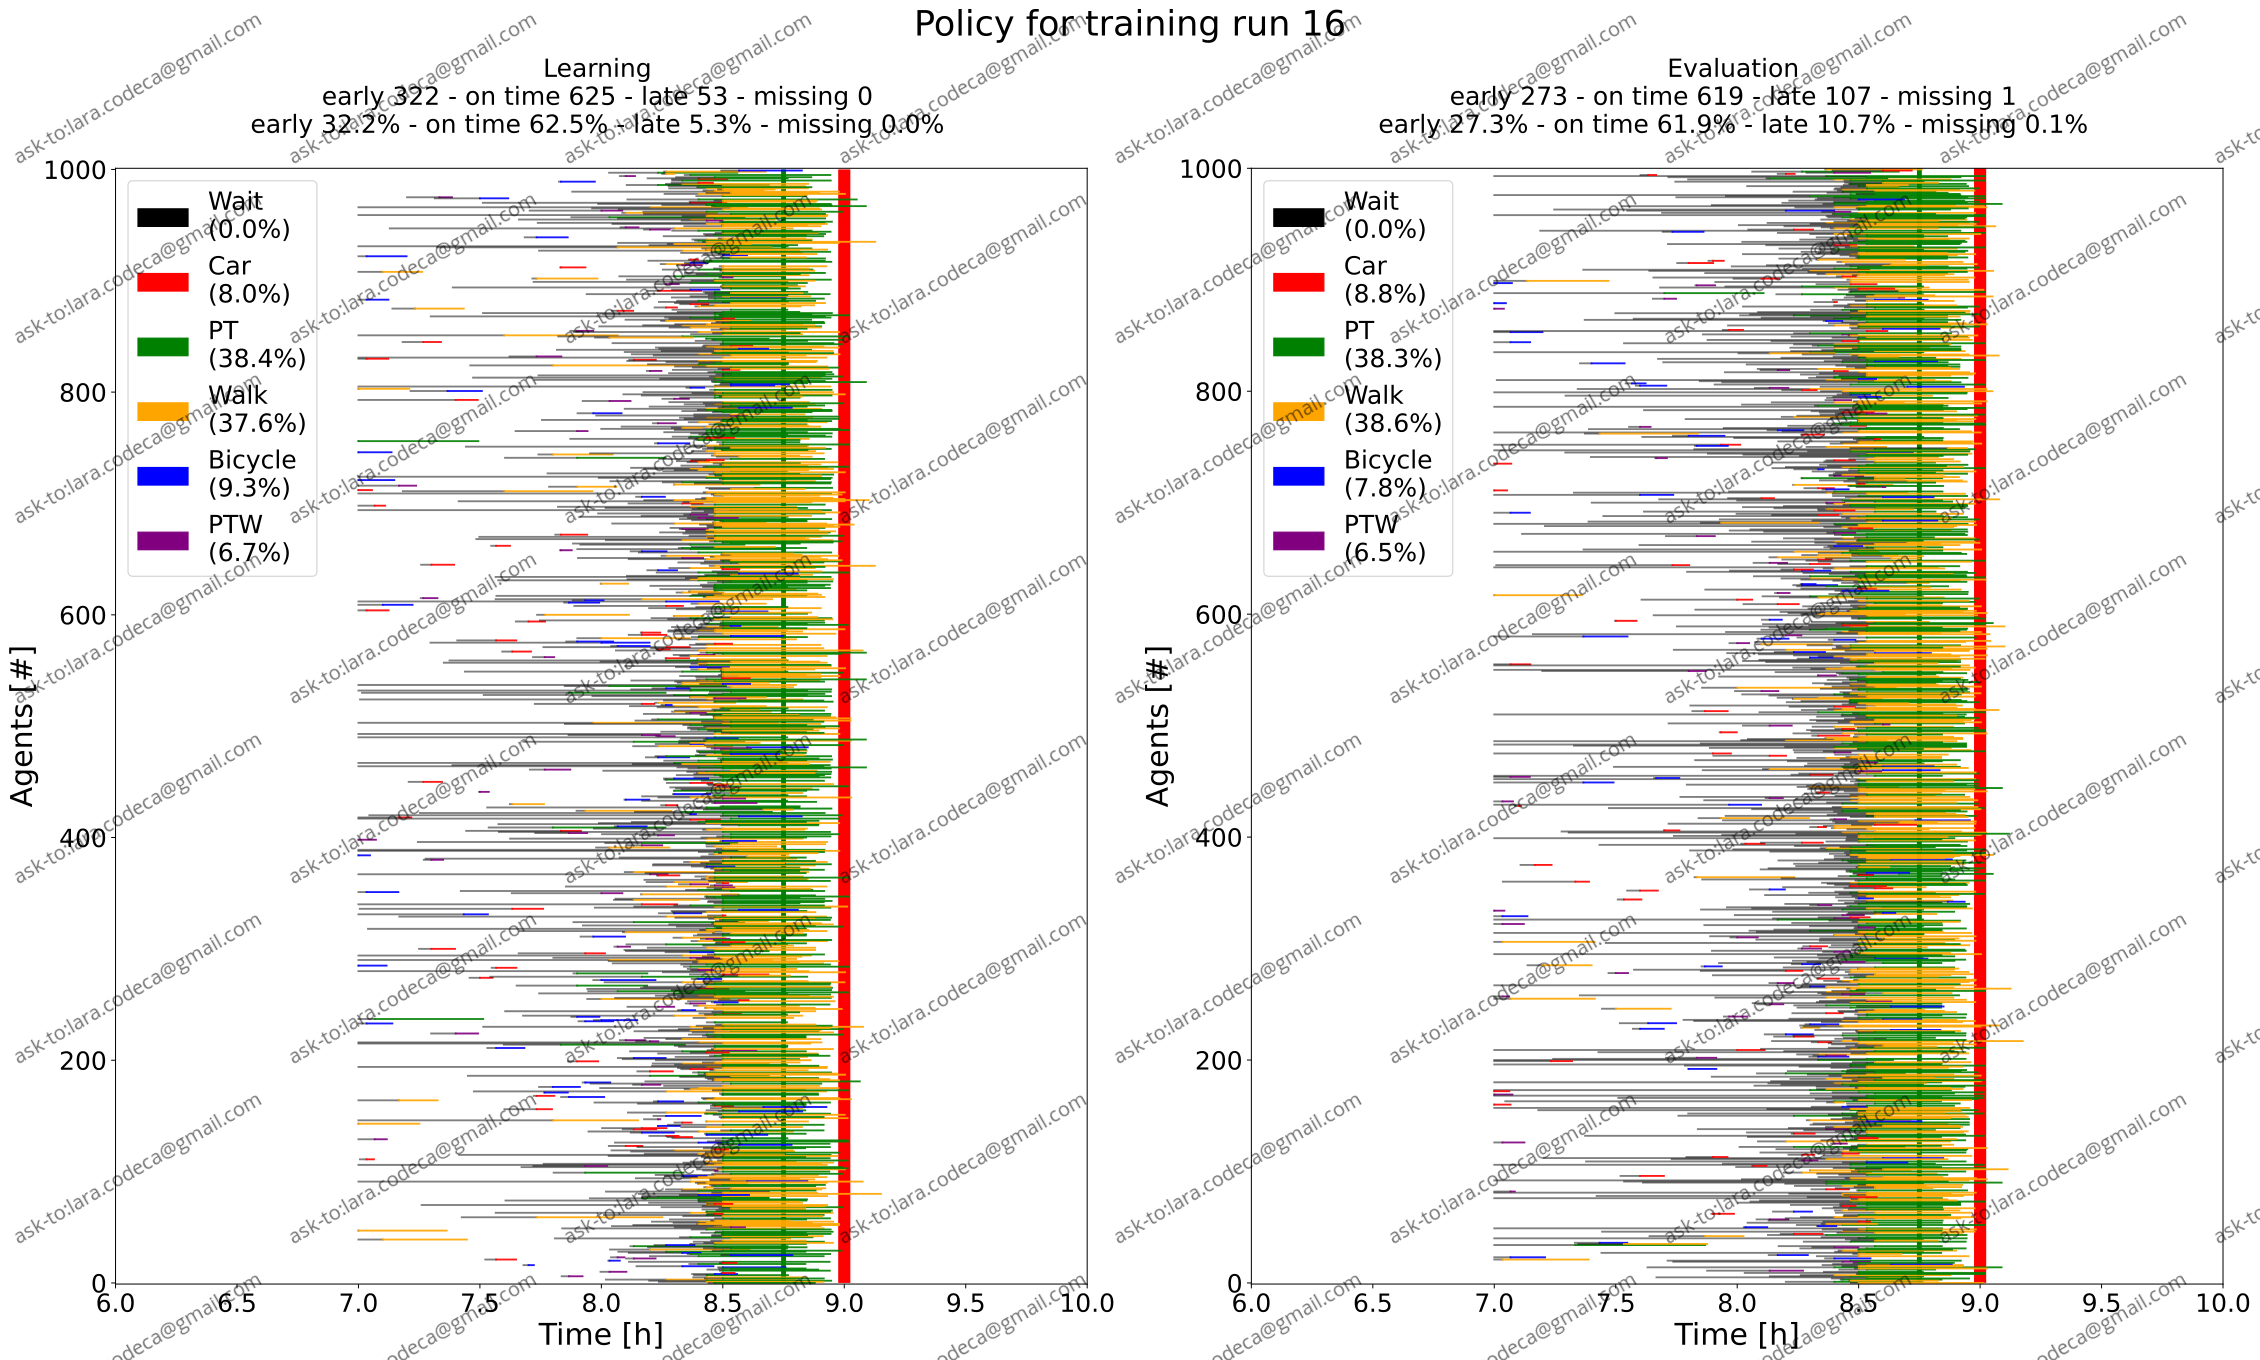 Policy for training run 16
Learning
early 322 - on time 625 - late 53 - missing 0
early 32.2% - on time 62.5% - late 5.3% - missing 0.0%
1000
800
600
400
200
0
Agents [#]
Wait
(0.0%)
Car
(8.0%)
PT
(38.4%)
Walk
(37.6%)
Bicycle
(9.3%)
PTW
(6.7%)
6.0 6.5 7.0 7.5 8.0 8.5 9.0 9.5 10.0
Time [h]
Evaluation
early 273 - on time 619 - late 107 - missing 1
early 27.3% - on time 61.9% - late 10.7% - missing 0.1%
1000
800
600
400
200
0
Agents [#]
Wait
(0.0%)
Car
(8.8%)
PT
(38.3%)
Walk
(38.6%)
Bicycle
(7.8%)
PTW
(6.5%)
6.0 6.5 7.0 7.5 8.0 8.5 9.0 9.5 10.0
Time [h]
ask-to:lara.codeca@gmail.com